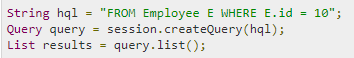 String hql = "FROM Employee E WHERE E.id = 10";
Query query = session.createQuery(hql);
List results = query.list();